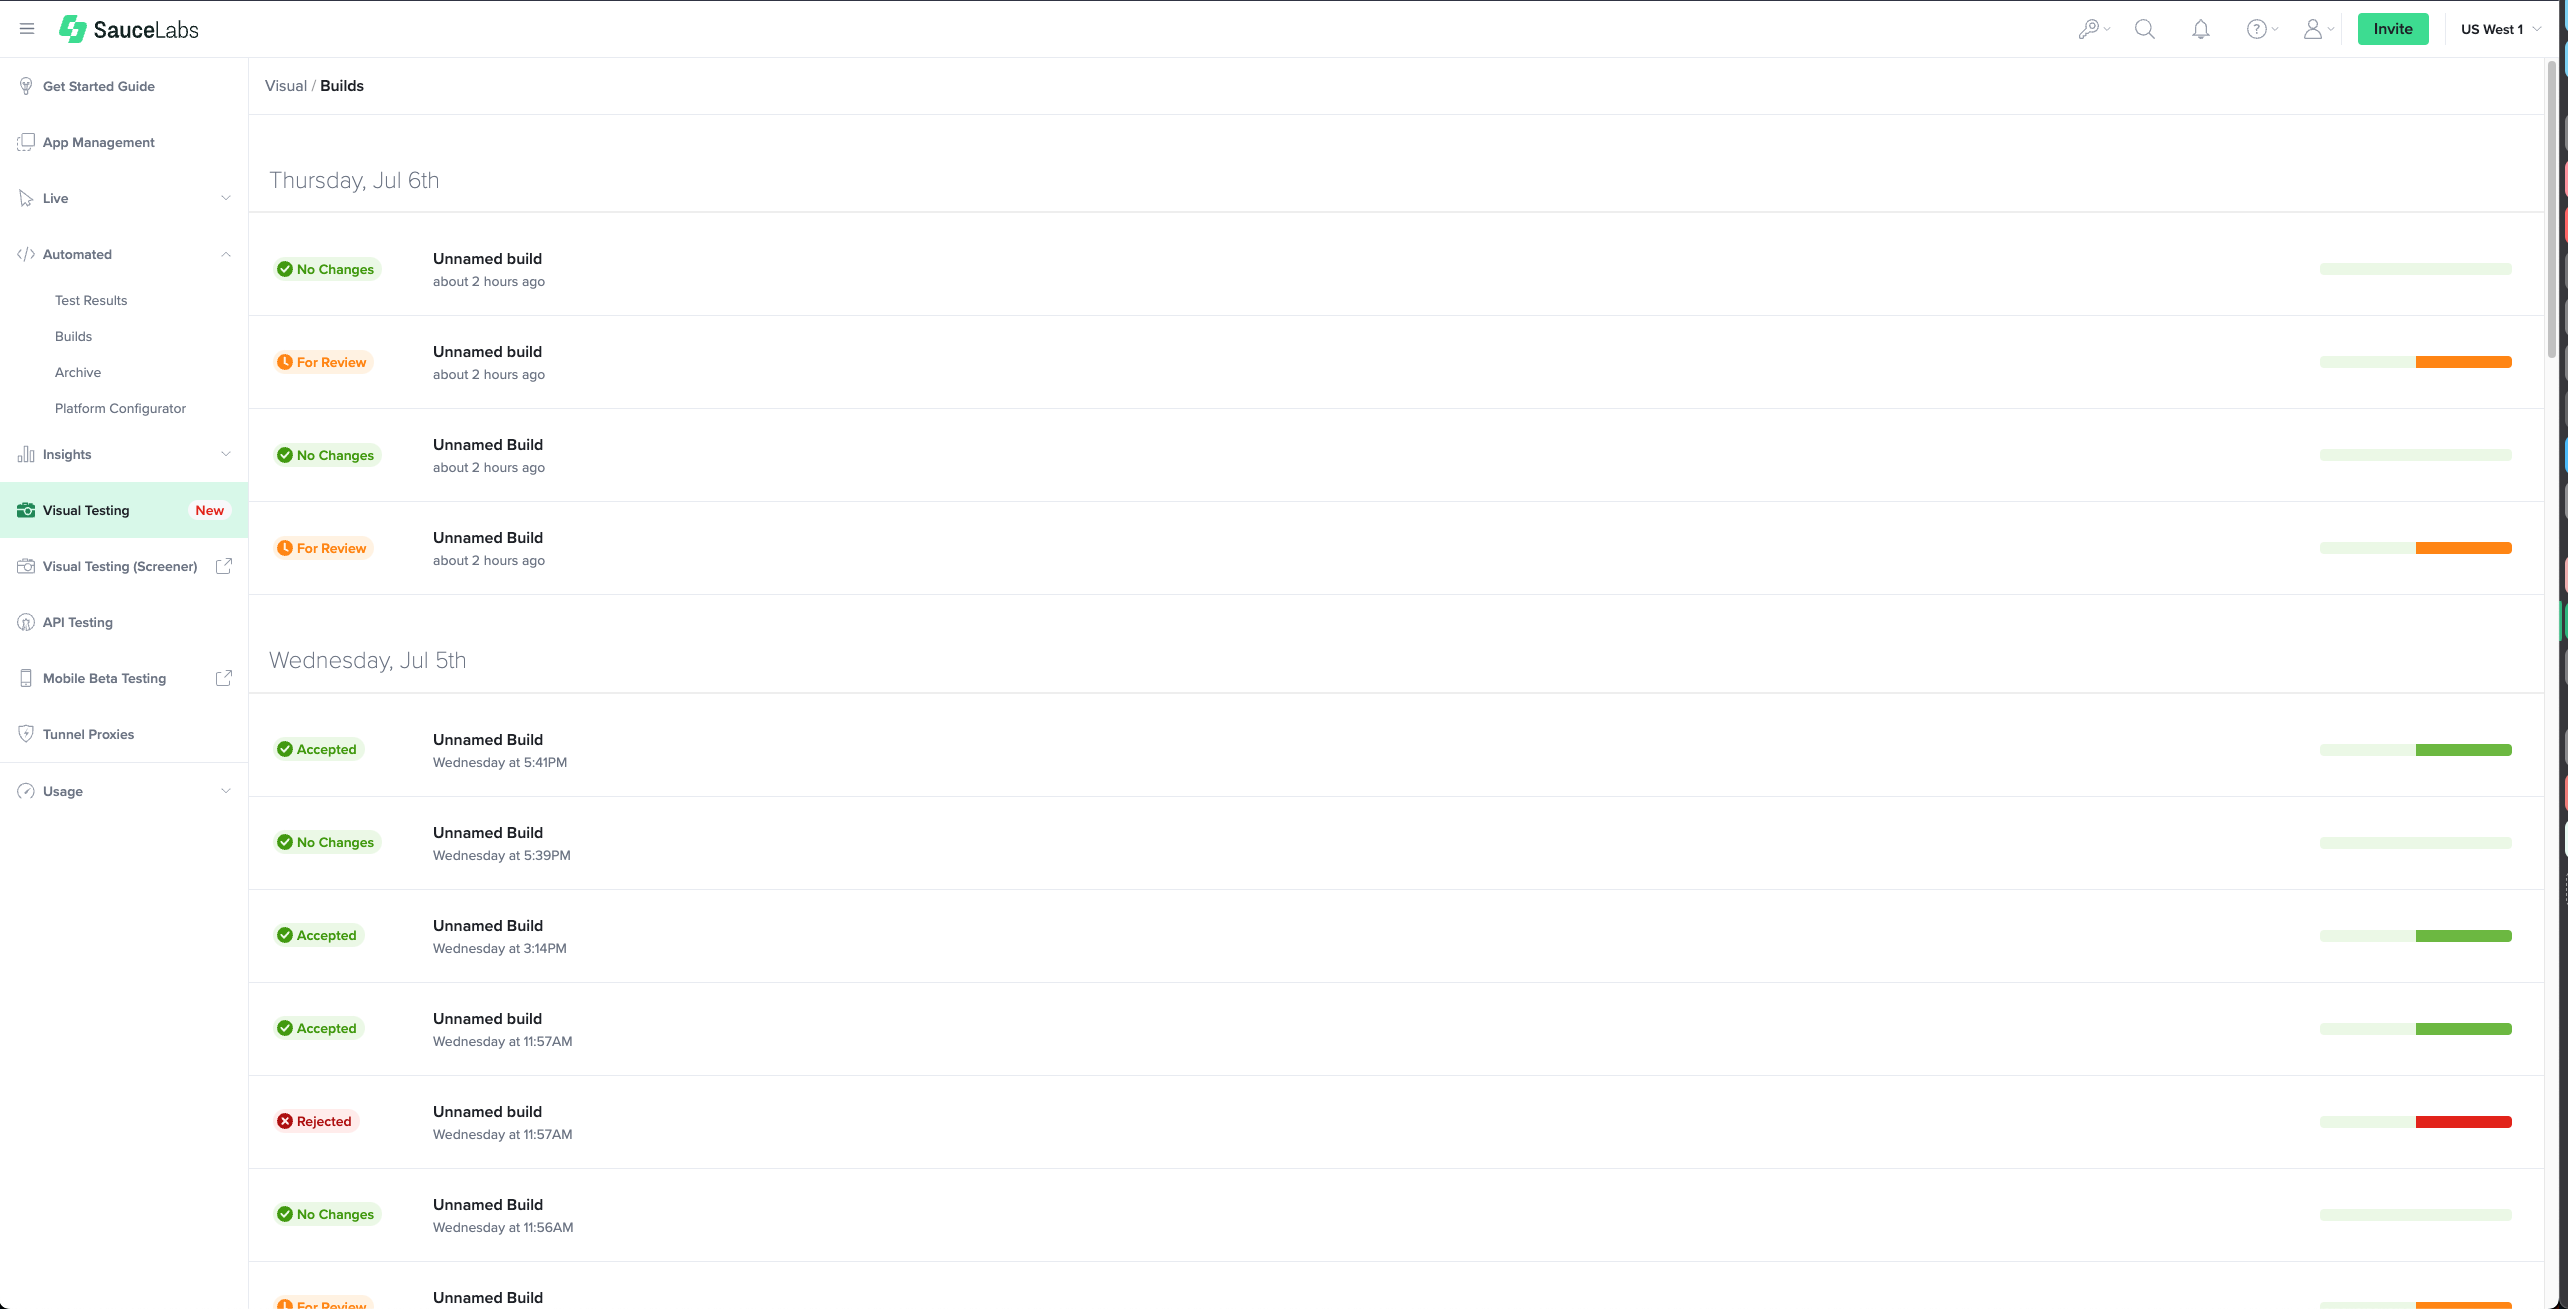 SauceLabs
Invite
US West 1
Get Started Guide
App Management
Live
Automated
Test Results
Builds
Archive
Platform Configurator
Insights
Visual Testing New
Visual Testing (Screener)
API Testing
Mobile Beta Testing
Tunnel Proxies
Usage
Visual / Builds
Thursday, Jul 6th
No Changes
Unnamed build
about 2 hours ago
For Review
Unnamed build
about 2 hours ago
No Changes
Unnamed Build
about 2 hours ago
For Review
Unnamed Build
about 2 hours ago
Wednesday, Jul 5th
Accepted
Unnamed Build
Wednesday at 5:41PM
No Changes
Unnamed Build
Wednesday at 5:39PM
Accepted
Unnamed Build
Wednesday at 3:14PM
Accepted
Unnamed build
Wednesday at 11:57AM
Rejected
Unnamed build
Wednesday at 11:57AM
No Changes
Unnamed Build
Wednesday at 11:56AM
For Review
Unnamed Build